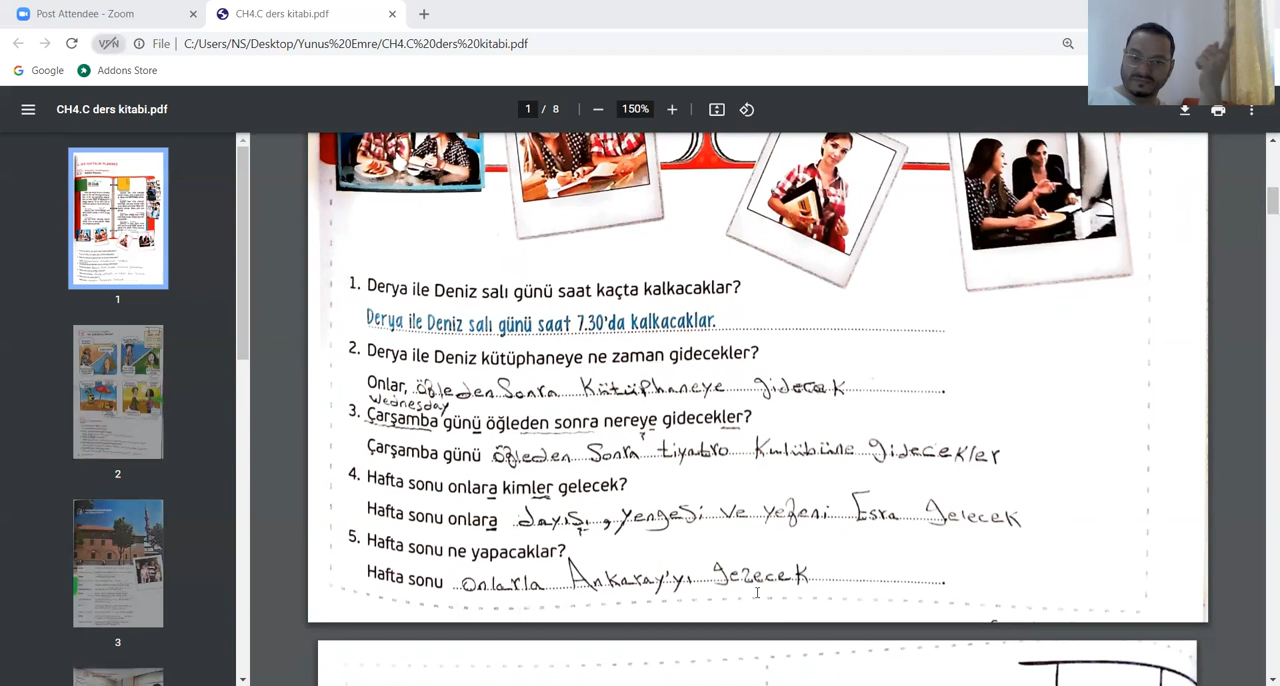 Post Attendee - Zoom
CH4.C ders kitabi.pdf
VPN
File
C:/Users/NS/Desktop/Yunus%20Emre/CH4.C%20ders%20kitabi.pdf
Google
Addons Store
CH4.C ders kitabi.pdf
1 / 8
150%
1
2
3
1. Derya ile Deniz salı günü saat kaçta kalkacaklar?
Derya ile Deniz salı günü saat 7.30'da kalkacaklar.
2. Derya ile Deniz kütüphaneye ne zaman gidecekler?
Onlar, öğleden Sonra kütüphaneye gidecek
Wednesday
3. Çarşamba günü öğleden sonra nereye gidecekler?
Çarşamba günü öğleden Sonra tiyatro Kulübüne gidecekler
4. Hafta sonu onlara kimler gelecek?
Hafta sonu onlara dayısı, yengesi ve yeğeni Esra gelecek
5. Hafta sonu ne yapacaklar?
Hafta sonu onlarla Ankaray'yı gezecek